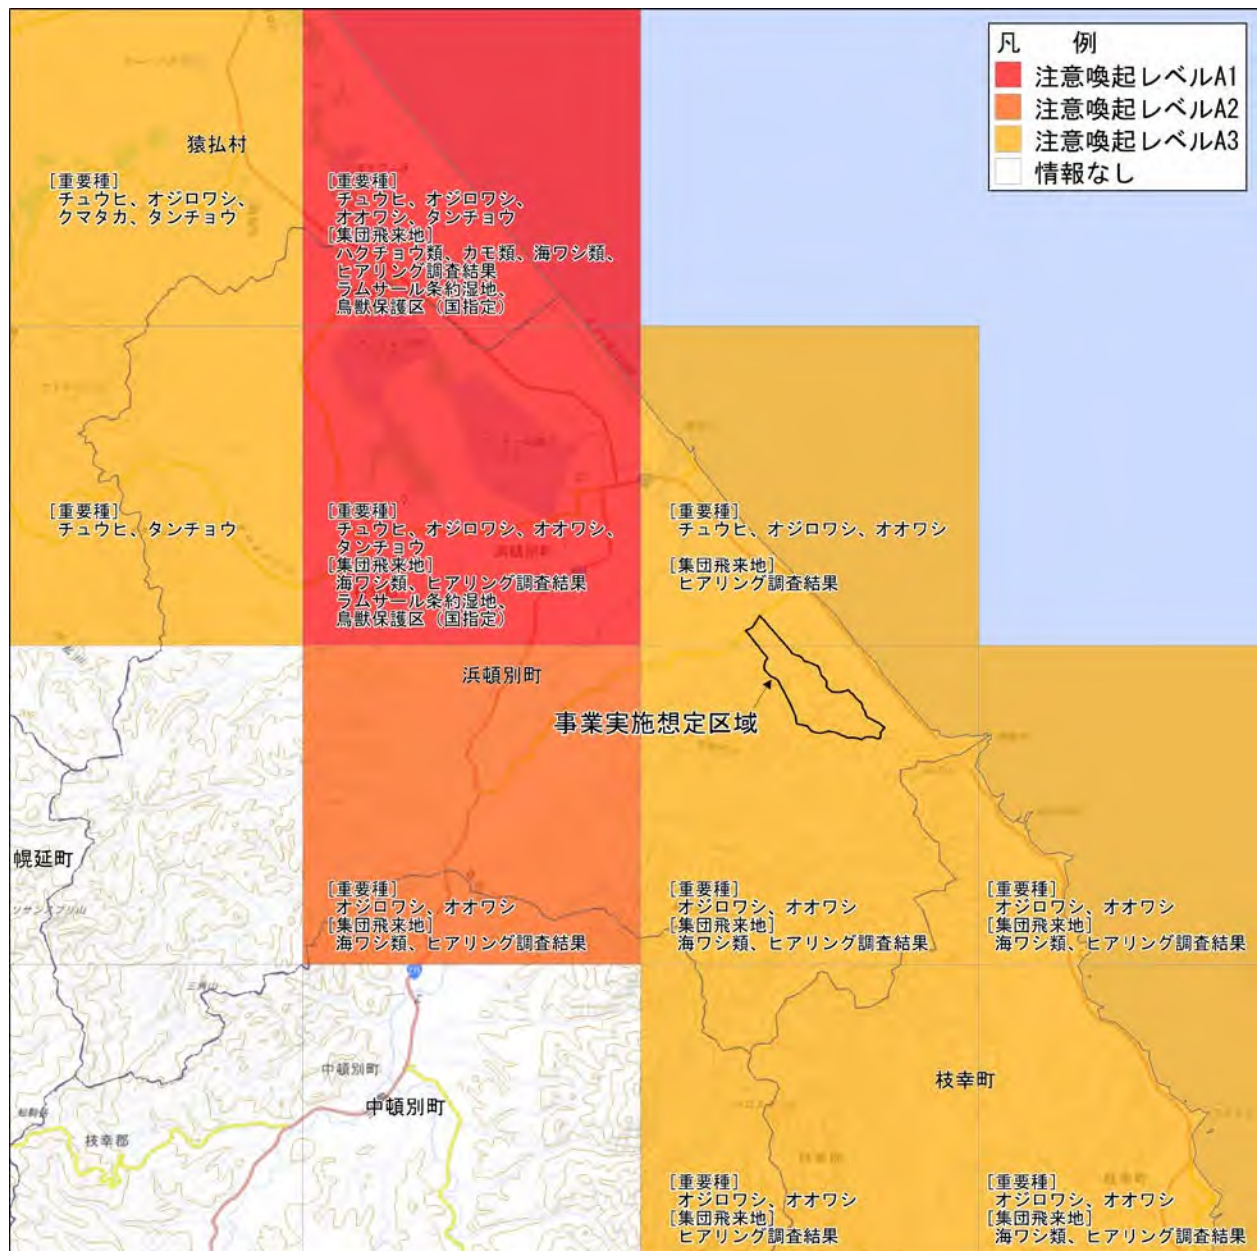 凡　例
注意喚起レベルA1
注意喚起レベルA2
注意喚起レベルA3
情報なし
猿払村
[重要種]
チュウヒ、オジロワシ、
クマタカ、タンチョウ
[重要種]
チュウヒ、オジロワシ、
オオワシ、タンチョウ
[集団飛来地]
ハクチョウ類、カモ類、海ワシ類、
ヒアリング調査結果
ラムサール条約湿地、
鳥獣保護区（国指定）
[重要種]
チュウヒ、タンチョウ
[重要種]
チュウヒ、オジロワシ、オオワシ、
タンチョウ
[集団飛来地]
海ワシ類、ヒアリング調査結果
ラムサール条約湿地、
鳥獣保護区（国指定）
[重要種]
チュウヒ、オジロワシ、オオワシ
[集団飛来地]
ヒアリング調査結果
浜頓別町
浜頓別町
事業実施想定区域
幌延町
[重要種]
オジロワシ、オオワシ
[集団飛来地]
海ワシ類、ヒアリング調査結果
[重要種]
オジロワシ、オオワシ
[集団飛来地]
海ワシ類、ヒアリング調査結果
[重要種]
オジロワシ、オオワシ
[集団飛来地]
海ワシ類、ヒアリング調査結果
三角山
中頓別町
中頓別町
枝幸郡
枝幸町
枝幸郡
枝幸町
[重要種]
オジロワシ、オオワシ
[集団飛来地]
ヒアリング調査結果
[重要種]
オジロワシ、オオワシ
[集団飛来地]
海ワシ類、ヒアリング調査結果